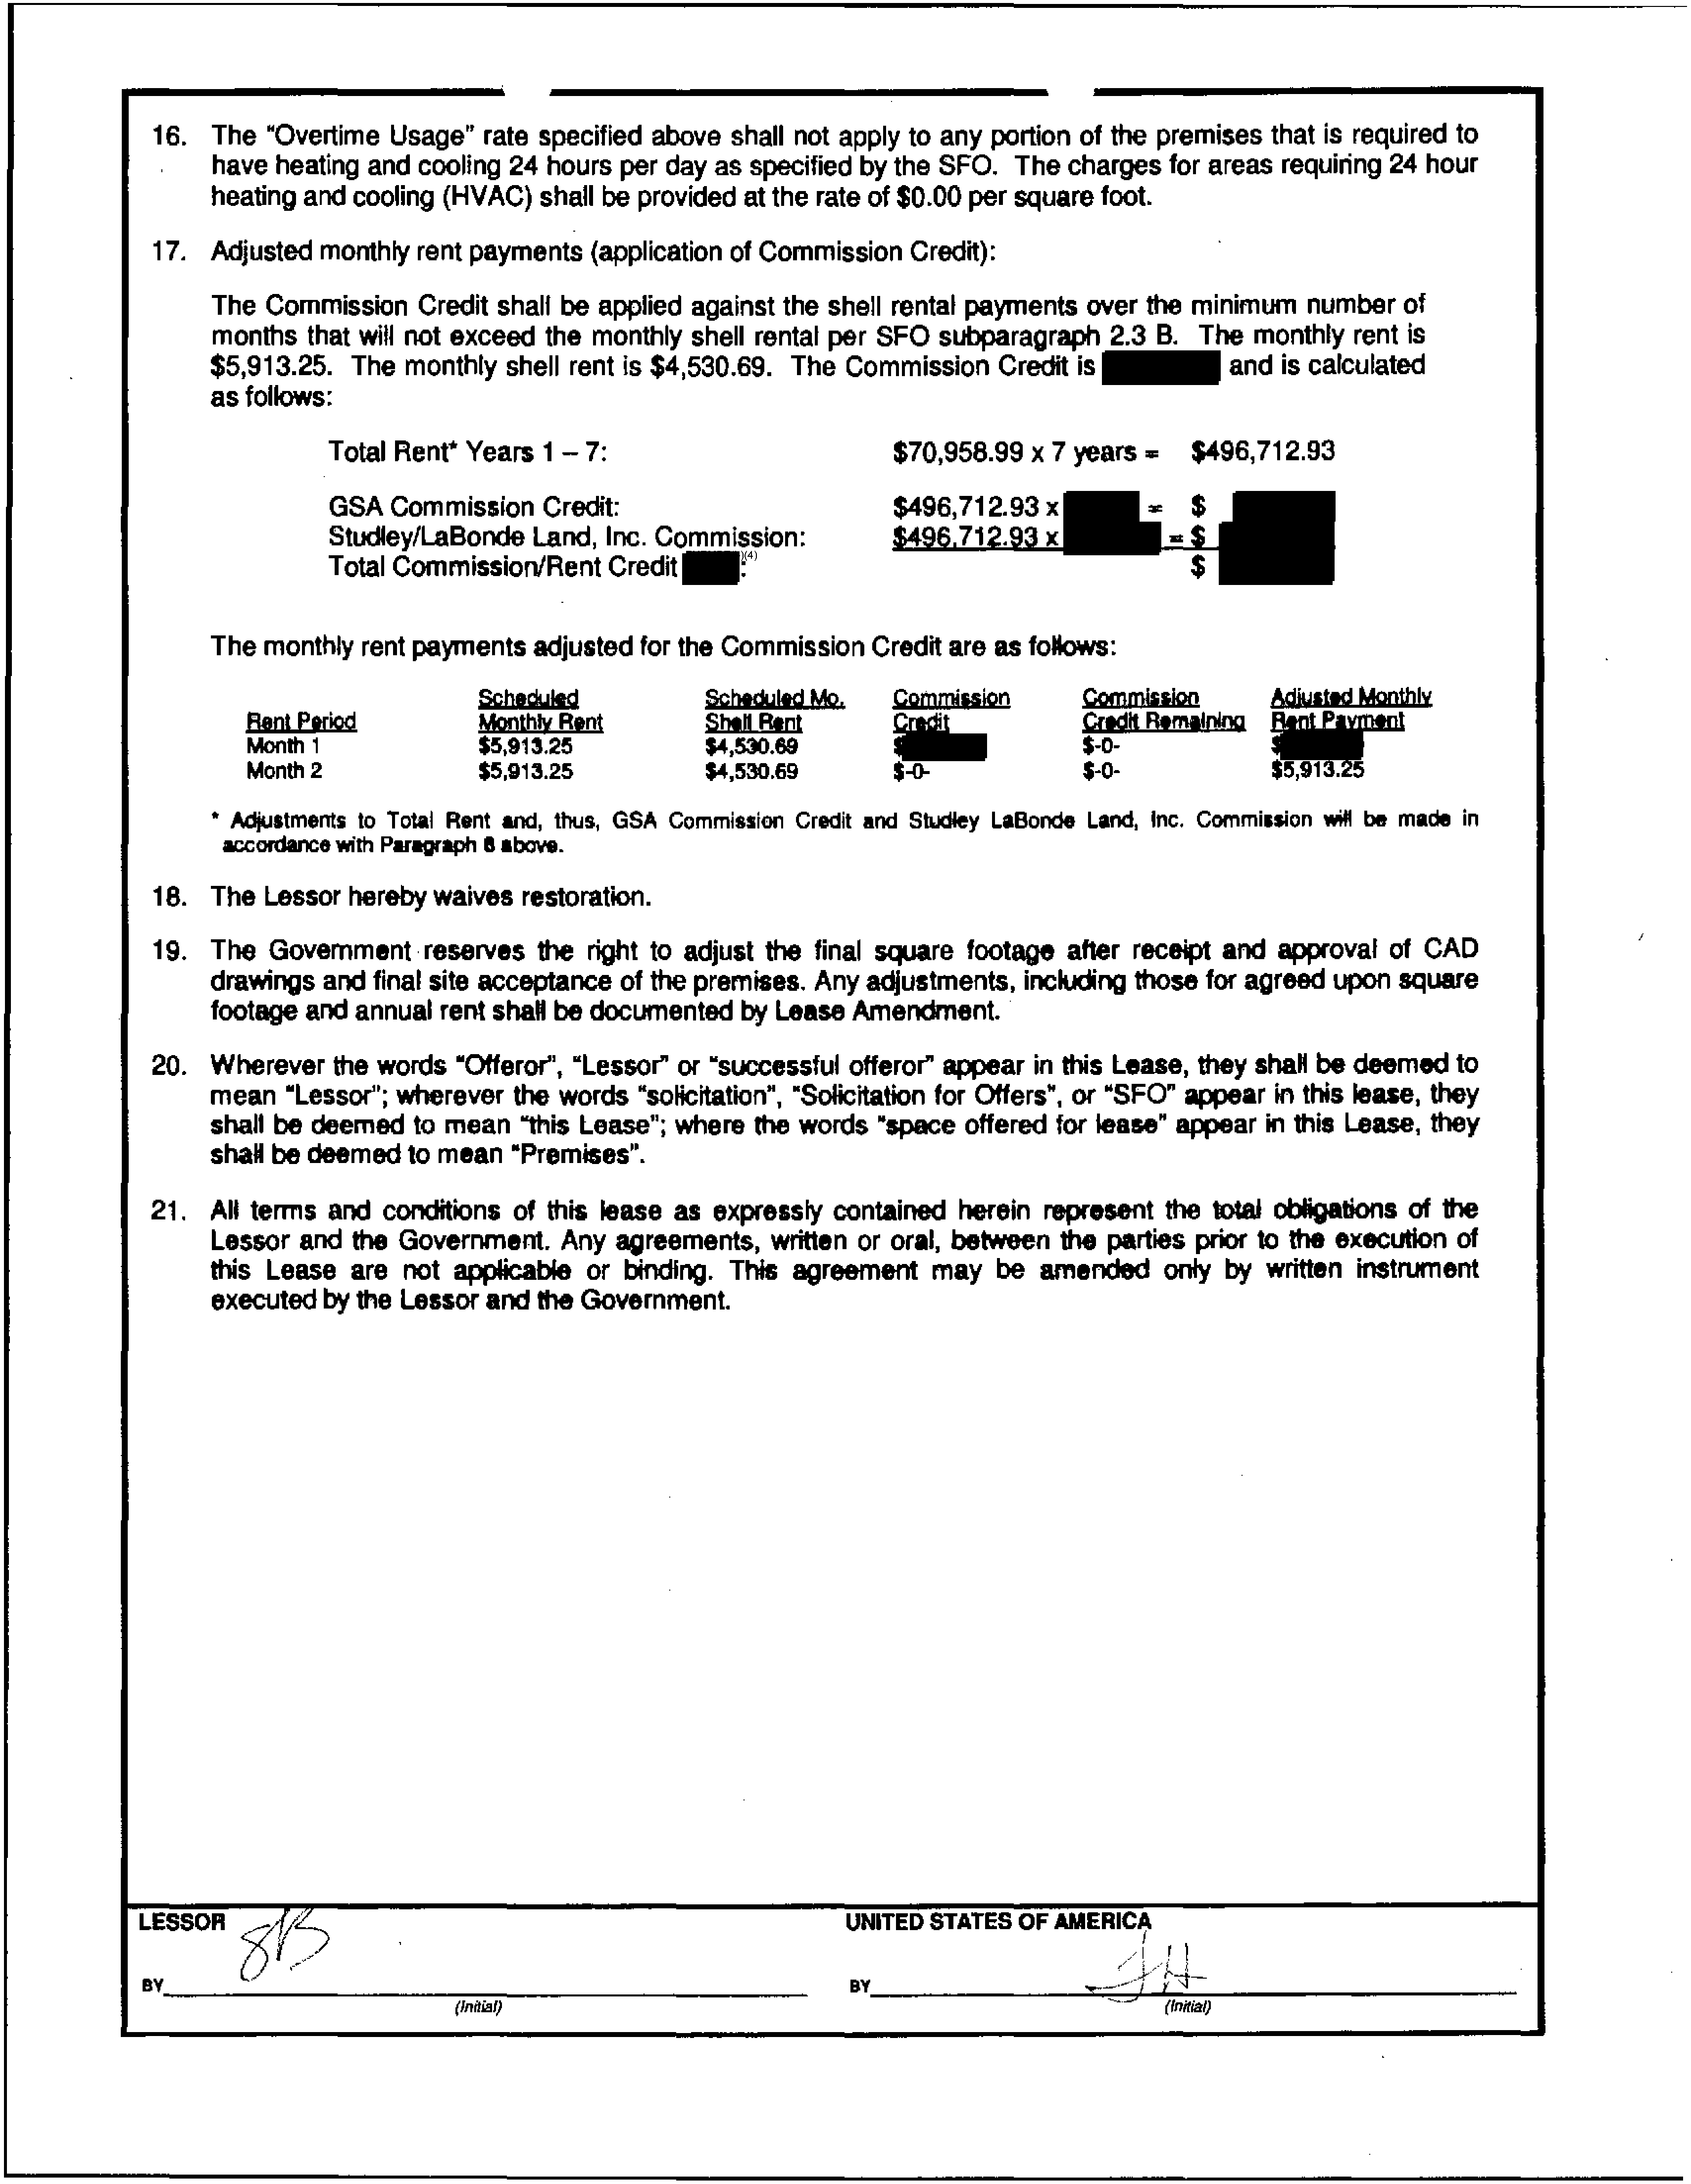 16. The "Overtime Usage" rate specified above shall not apply to any portion of the premises that is required to
have heating and cooling 24 hours per day as specified by the SFO. The charges for areas requiring 24 hour
heating and cooling (HVAC) shall be provided at the rate of $0.00 per square foot.
17. Adjusted monthly rent payments (application of Commission Credit):
The Commission Credit shall be applied against the shell rental payments over the minimum number of
months that will not exceed the monthly shell rental per SFO subparagraph 2.3 B. The monthly rent is
$5,913.25. The monthly shell rent is $4,530.69. The Commission Credit is and is calculated
as follows:
Total Rent* Years 1 – 7: $70,958.99 x 7 years = $496,712.93
GSA Commission Credit: $496,712.93 x = $
Studley/LaBonde Land, Inc. Commission: $496,712.93 x = $
Total Commission/Rent Credit :(4) $
The monthly rent payments adjusted for the Commission Credit are as follows:
Scheduled Scheduled Mo. Commission Commission Adjusted Monthly
Rent Period Monthly Rent Shell Rent Credit Credit Remaining Rent Payment
Month 1 $5,913.25 $4,530.69 $ $-0- $
Month 2 $5,913.25 $4,530.69 $-0- $-0- $5,913.25
* Adjustments to Total Rent and, thus, GSA Commission Credit and Studley LaBonde Land, Inc. Commission will be made in
accordance with Paragraph 8 above.
18. The Lessor hereby waives restoration.
19. The Government reserves the right to adjust the final square footage after receipt and approval of CAD
drawings and final site acceptance of the premises. Any adjustments, including those for agreed upon square
footage and annual rent shall be documented by Lease Amendment.
20. Wherever the words "Offeror", "Lessor" or "successful offeror" appear in this Lease, they shall be deemed to
mean "Lessor"; wherever the words "solicitation", "Solicitation for Offers", or "SFO" appear in this lease, they
shall be deemed to mean "this Lease"; where the words "space offered for lease" appear in this Lease, they
shall be deemed to mean "Premises".
21. All terms and conditions of this lease as expressly contained herein represent the total obligations of the
Lessor and the Government. Any agreements, written or oral, between the parties prior to the execution of
this Lease are not applicable or binding. This agreement may be amended only by written instrument
executed by the Lessor and the Government.
LESSOR UNITED STATES OF AMERICA
BY BY
(Initial) (Initial)